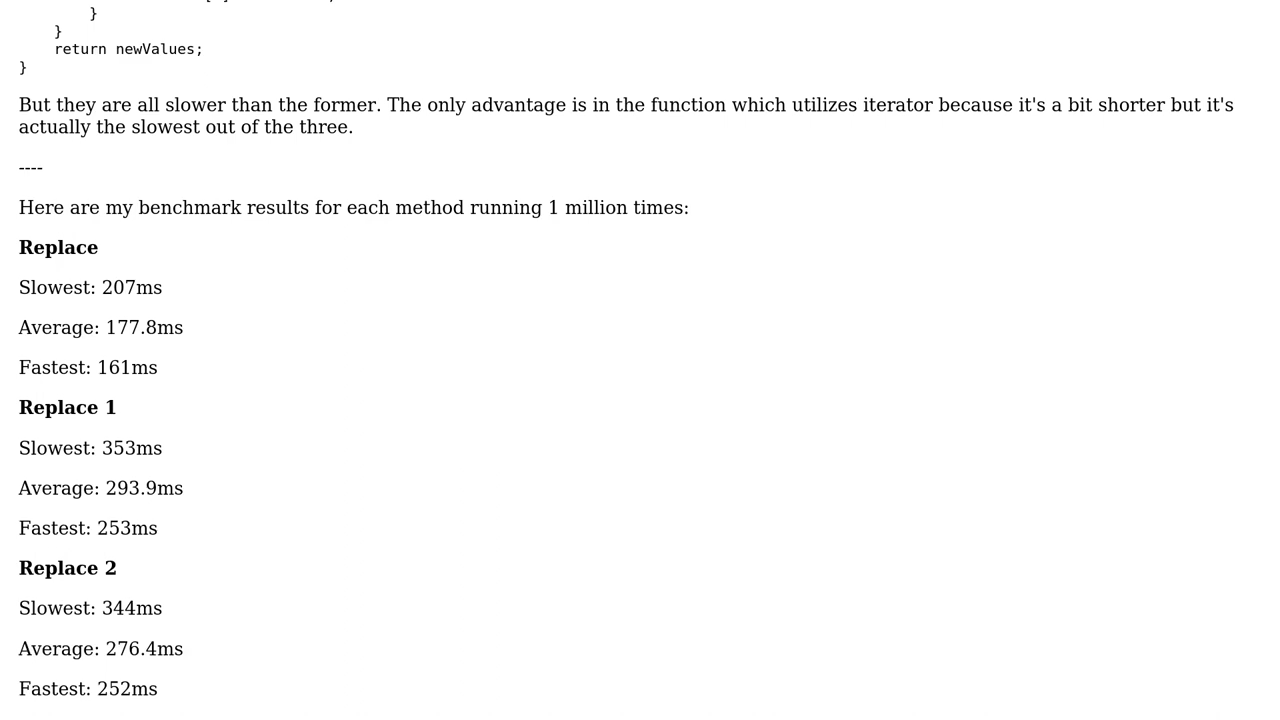 }
    }
    return newValues;
}
But they are all slower than the former. The only advantage is in the function which utilizes iterator because it's a bit shorter but it's
actually the slowest out of the three.
----
Here are my benchmark results for each method running 1 million times:
Replace
Slowest: 207ms
Average: 177.8ms
Fastest: 161ms
Replace 1
Slowest: 353ms
Average: 293.9ms
Fastest: 253ms
Replace 2
Slowest: 344ms
Average: 276.4ms
Fastest: 252ms